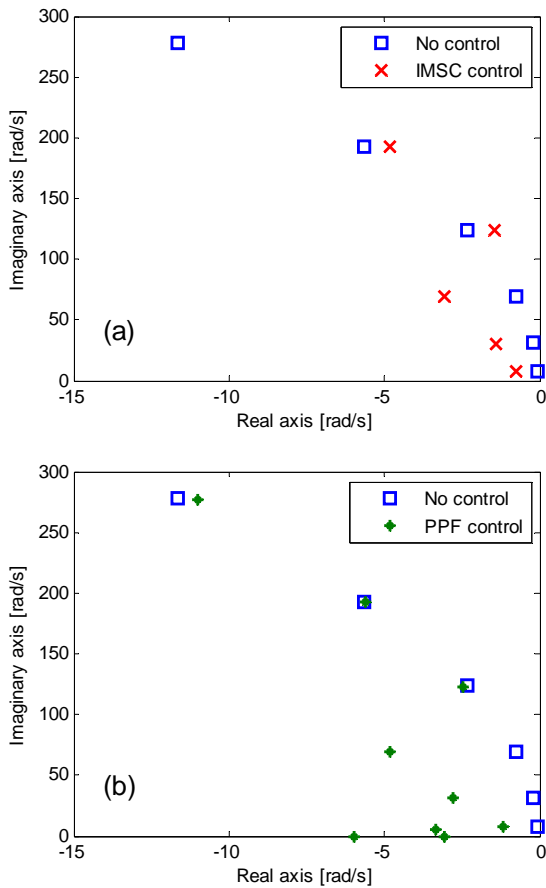 300
250
200
150
100
50
0
Imaginary axis [rad/s]
No control
IMSC control
(a)
-15
-10
-5
0
Real axis [rad/s]
300
250
200
150
100
50
0
Imaginary axis [rad/s]
No control
PPF control
(b)
-15
-10
-5
0
Real axis [rad/s]